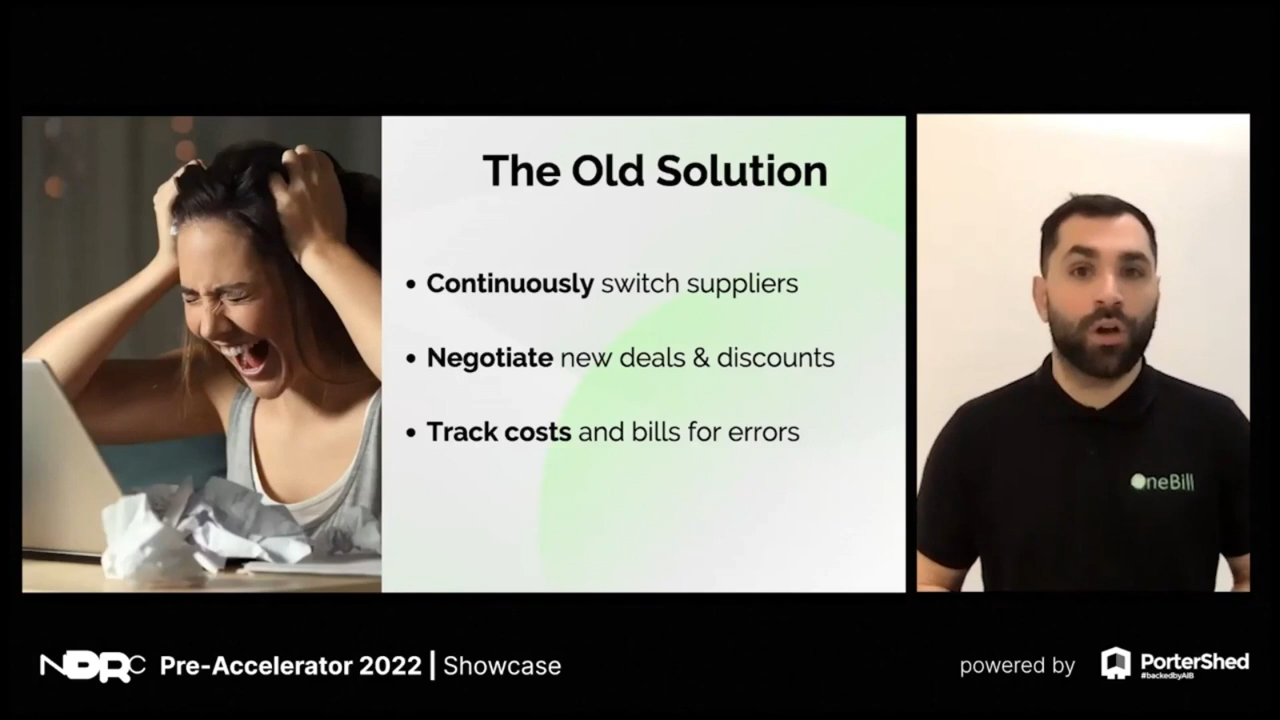 The Old Solution
• Continuously switch suppliers
• Negotiate new deals & discounts
• Track costs and bills for errors
OneBill
NDRC Pre-Accelerator 2022 | Showcase
powered by PorterShed
#backedbyAIB